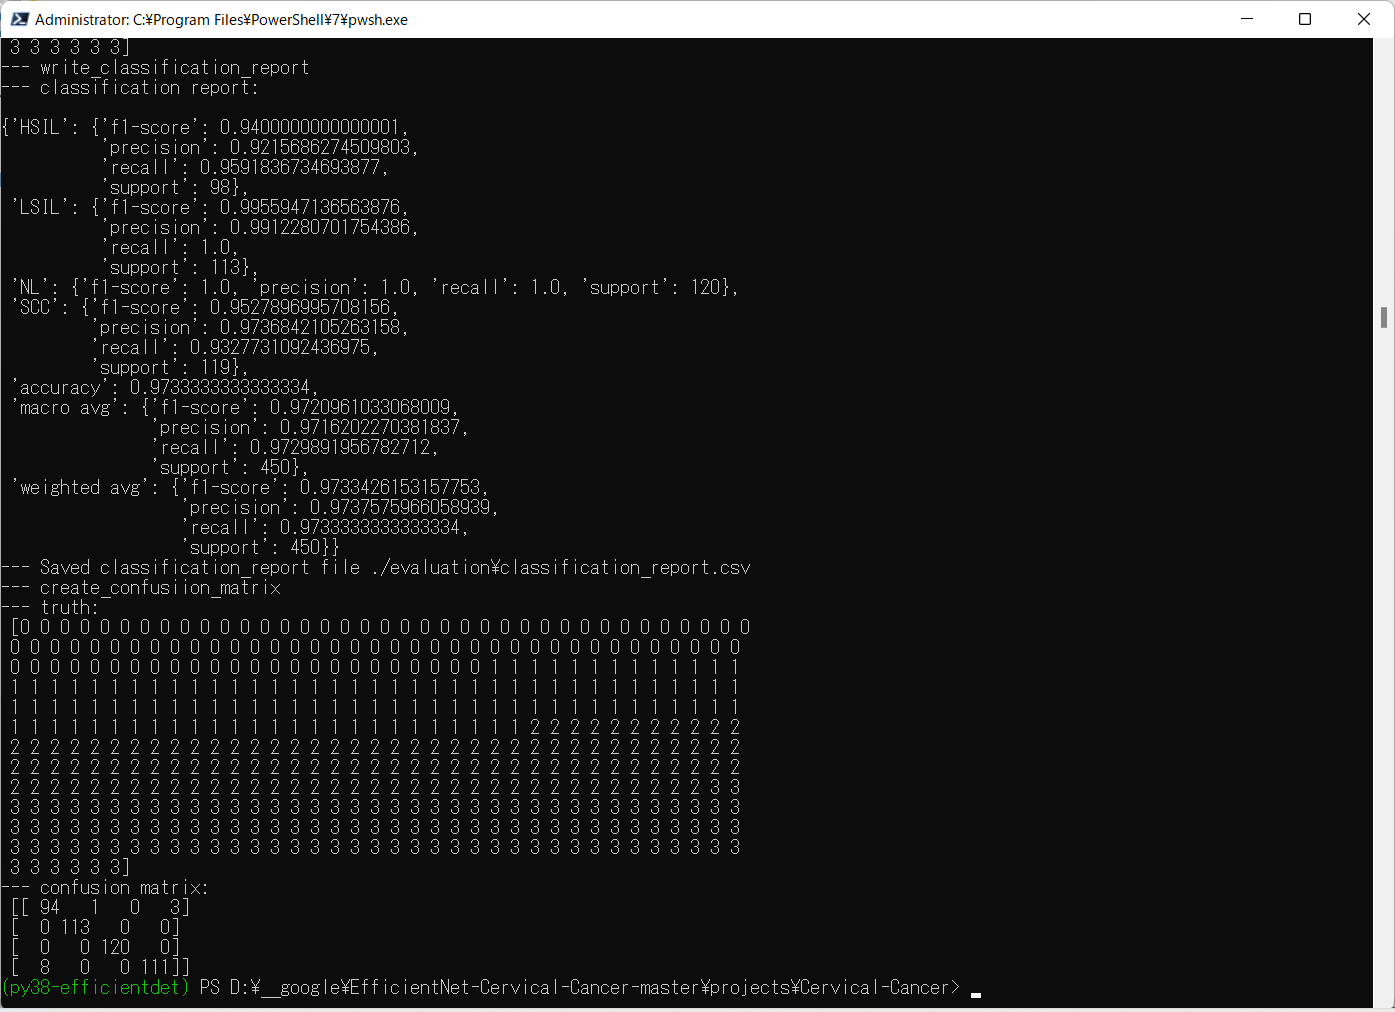 Administrator: C:¥Program Files¥PowerShell¥7¥pwsh.exe
3 3 3 3 3 3]
--- write_classification_report
--- classification report:
{'HSIL': {'f1-score': 0.9400000000000001,
'precision': 0.9215686274509803,
'recall': 0.9591836734693877,
'support': 98},
'LSIL': {'f1-score': 0.9955947136563876,
'precision': 0.9912280701754386,
'recall': 1.0,
'support': 113},
'NL': {'f1-score': 1.0, 'precision': 1.0, 'recall': 1.0, 'support': 120},
'SCC': {'f1-score': 0.9527896995708156,
'precision': 0.9736842105263158,
'recall': 0.9327731092436975,
'support': 119},
'accuracy': 0.9733333333333334,
'macro avg': {'f1-score': 0.9720961033068009,
'precision': 0.9716202270381837,
'recall': 0.9729891956782712,
'support': 450},
'weighted avg': {'f1-score': 0.9733426153157753,
'precision': 0.9737575966058939,
'recall': 0.9733333333333334,
'support': 450}}
--- Saved classification_report file ./evaluation¥classification_report.csv
--- create_confusiion_matrix
--- truth:
[0 0 0 0 0 0 0 0 0 0 0 0 0 0 0 0 0 0 0 0 0 0 0 0 0 0 0 0 0 0 0 0 0 0 0 0 0
0 0 0 0 0 0 0 0 0 0 0 0 0 0 0 0 0 0 0 0 0 0 0 0 0 0 0 0 0 0 0 0 0 0 0 0 0
0 0 0 0 0 0 0 0 0 0 0 0 0 0 0 0 0 0 0 0 0 0 0 0 1 1 1 1 1 1 1 1 1 1 1 1 1
1 1 1 1 1 1 1 1 1 1 1 1 1 1 1 1 1 1 1 1 1 1 1 1 1 1 1 1 1 1 1 1 1 1 1 1 1
1 1 1 1 1 1 1 1 1 1 1 1 1 1 1 1 1 1 1 1 1 1 1 1 1 1 1 1 1 1 1 1 1 1 1 1 1
1 1 1 1 1 1 1 1 1 1 1 1 1 1 1 1 1 1 1 1 1 1 1 1 1 1 2 2 2 2 2 2 2 2 2 2 2
2 2 2 2 2 2 2 2 2 2 2 2 2 2 2 2 2 2 2 2 2 2 2 2 2 2 2 2 2 2 2 2 2 2 2 2 2
2 2 2 2 2 2 2 2 2 2 2 2 2 2 2 2 2 2 2 2 2 2 2 2 2 2 2 2 2 2 2 2 2 2 2 2 2
2 2 2 2 2 2 2 2 2 2 2 2 2 2 2 2 2 2 2 2 2 2 2 2 2 2 2 2 2 2 2 2 2 2 2 3 3
3 3 3 3 3 3 3 3 3 3 3 3 3 3 3 3 3 3 3 3 3 3 3 3 3 3 3 3 3 3 3 3 3 3 3 3 3
3 3 3 3 3 3 3 3 3 3 3 3 3 3 3 3 3 3 3 3 3 3 3 3 3 3 3 3 3 3 3 3 3 3 3 3 3
3 3 3 3 3 3 3 3 3 3 3 3 3 3 3 3 3 3 3 3 3 3 3 3 3 3 3 3 3 3 3 3 3 3 3 3 3
3 3 3 3 3 3]
--- confusion matrix:
[[ 94   1   0   3]
[  0 113   0   0]
[  0   0 120   0]
[  8   0   0 111]]
(py38-efficientdet) PS D:¥__google¥EfficientNet-Cervical-Cancer-master¥projects¥Cervical-Cancer>